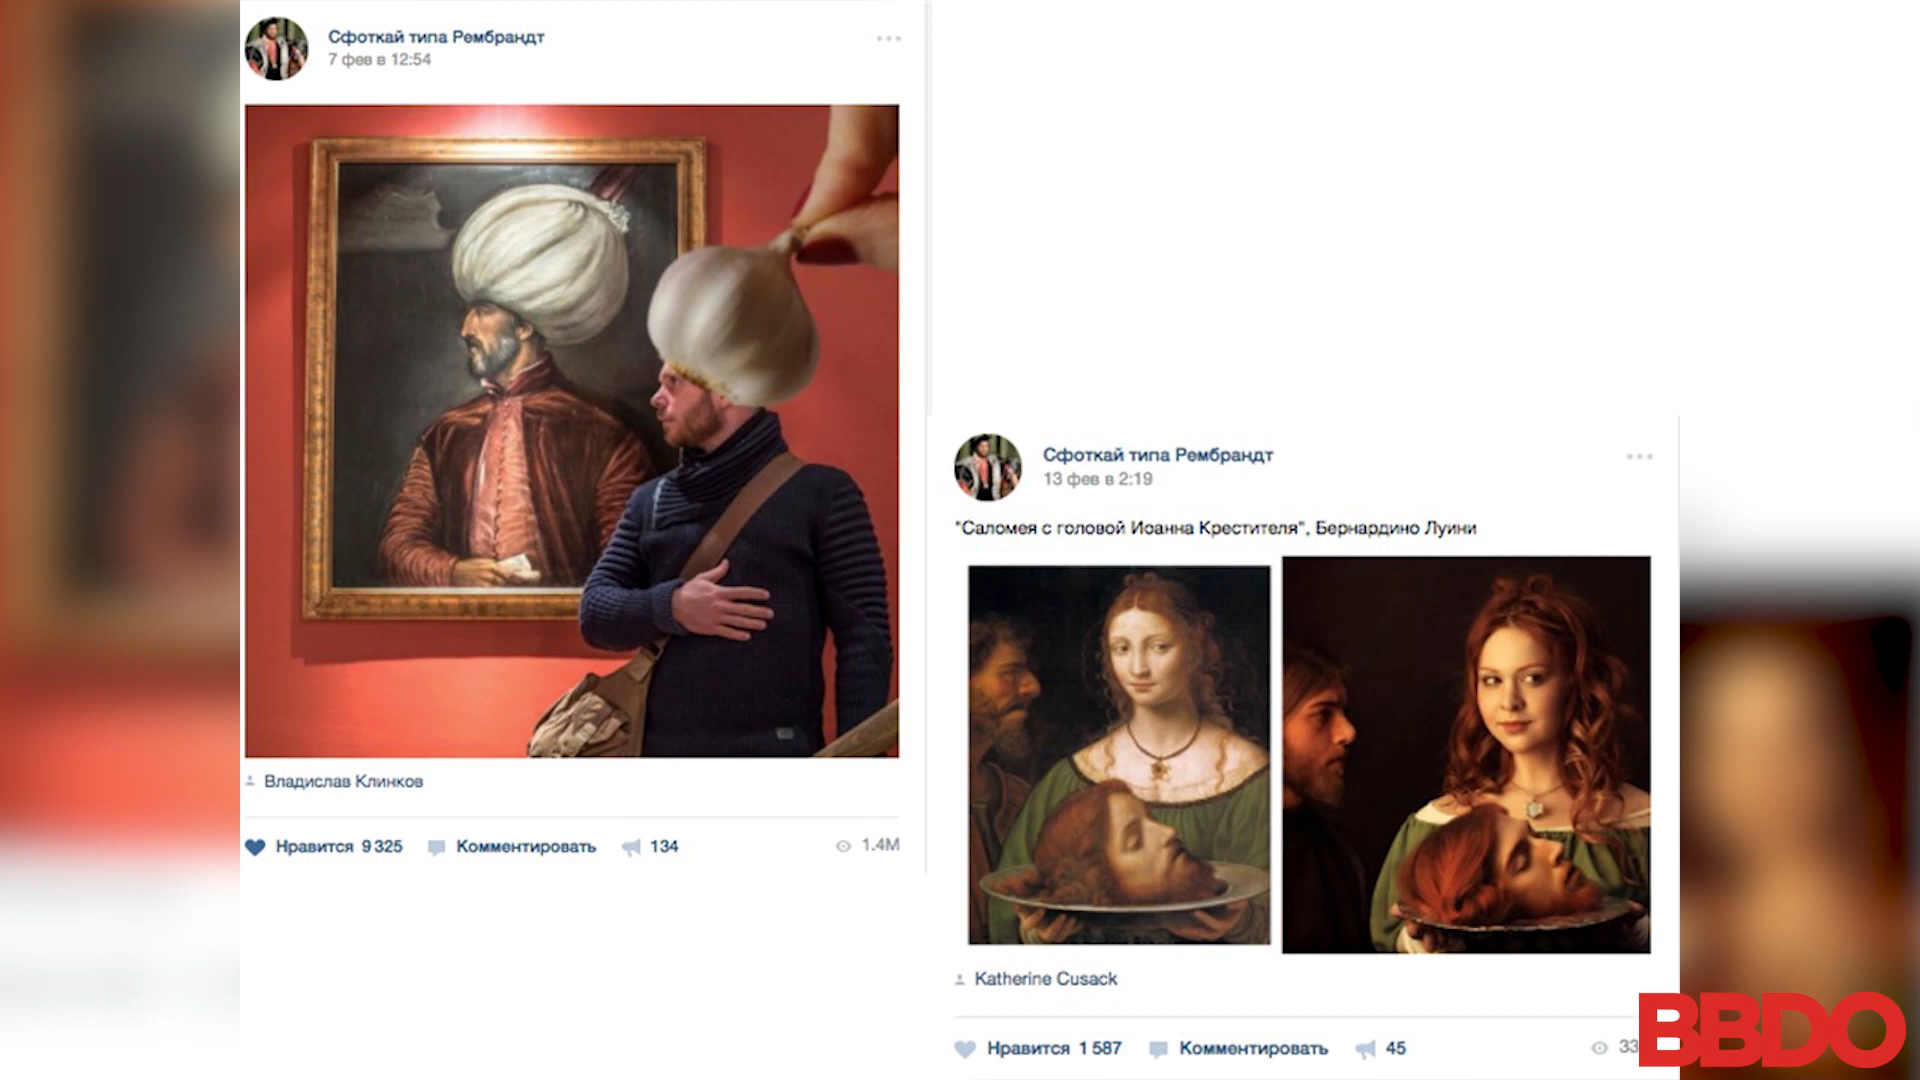 Сфоткай типа Рембрандт
7 фев в 12:54
Владислав Клинков
Нравится 9 325 Комментировать 134 1.4M
Сфоткай типа Рембрандт
13 фев в 2:19
"Саломея с головой Иоанна Крестителя", Бернардино Луини
Katherine Cusack
Нравится 1 587 Комментировать 45 33
BBDO